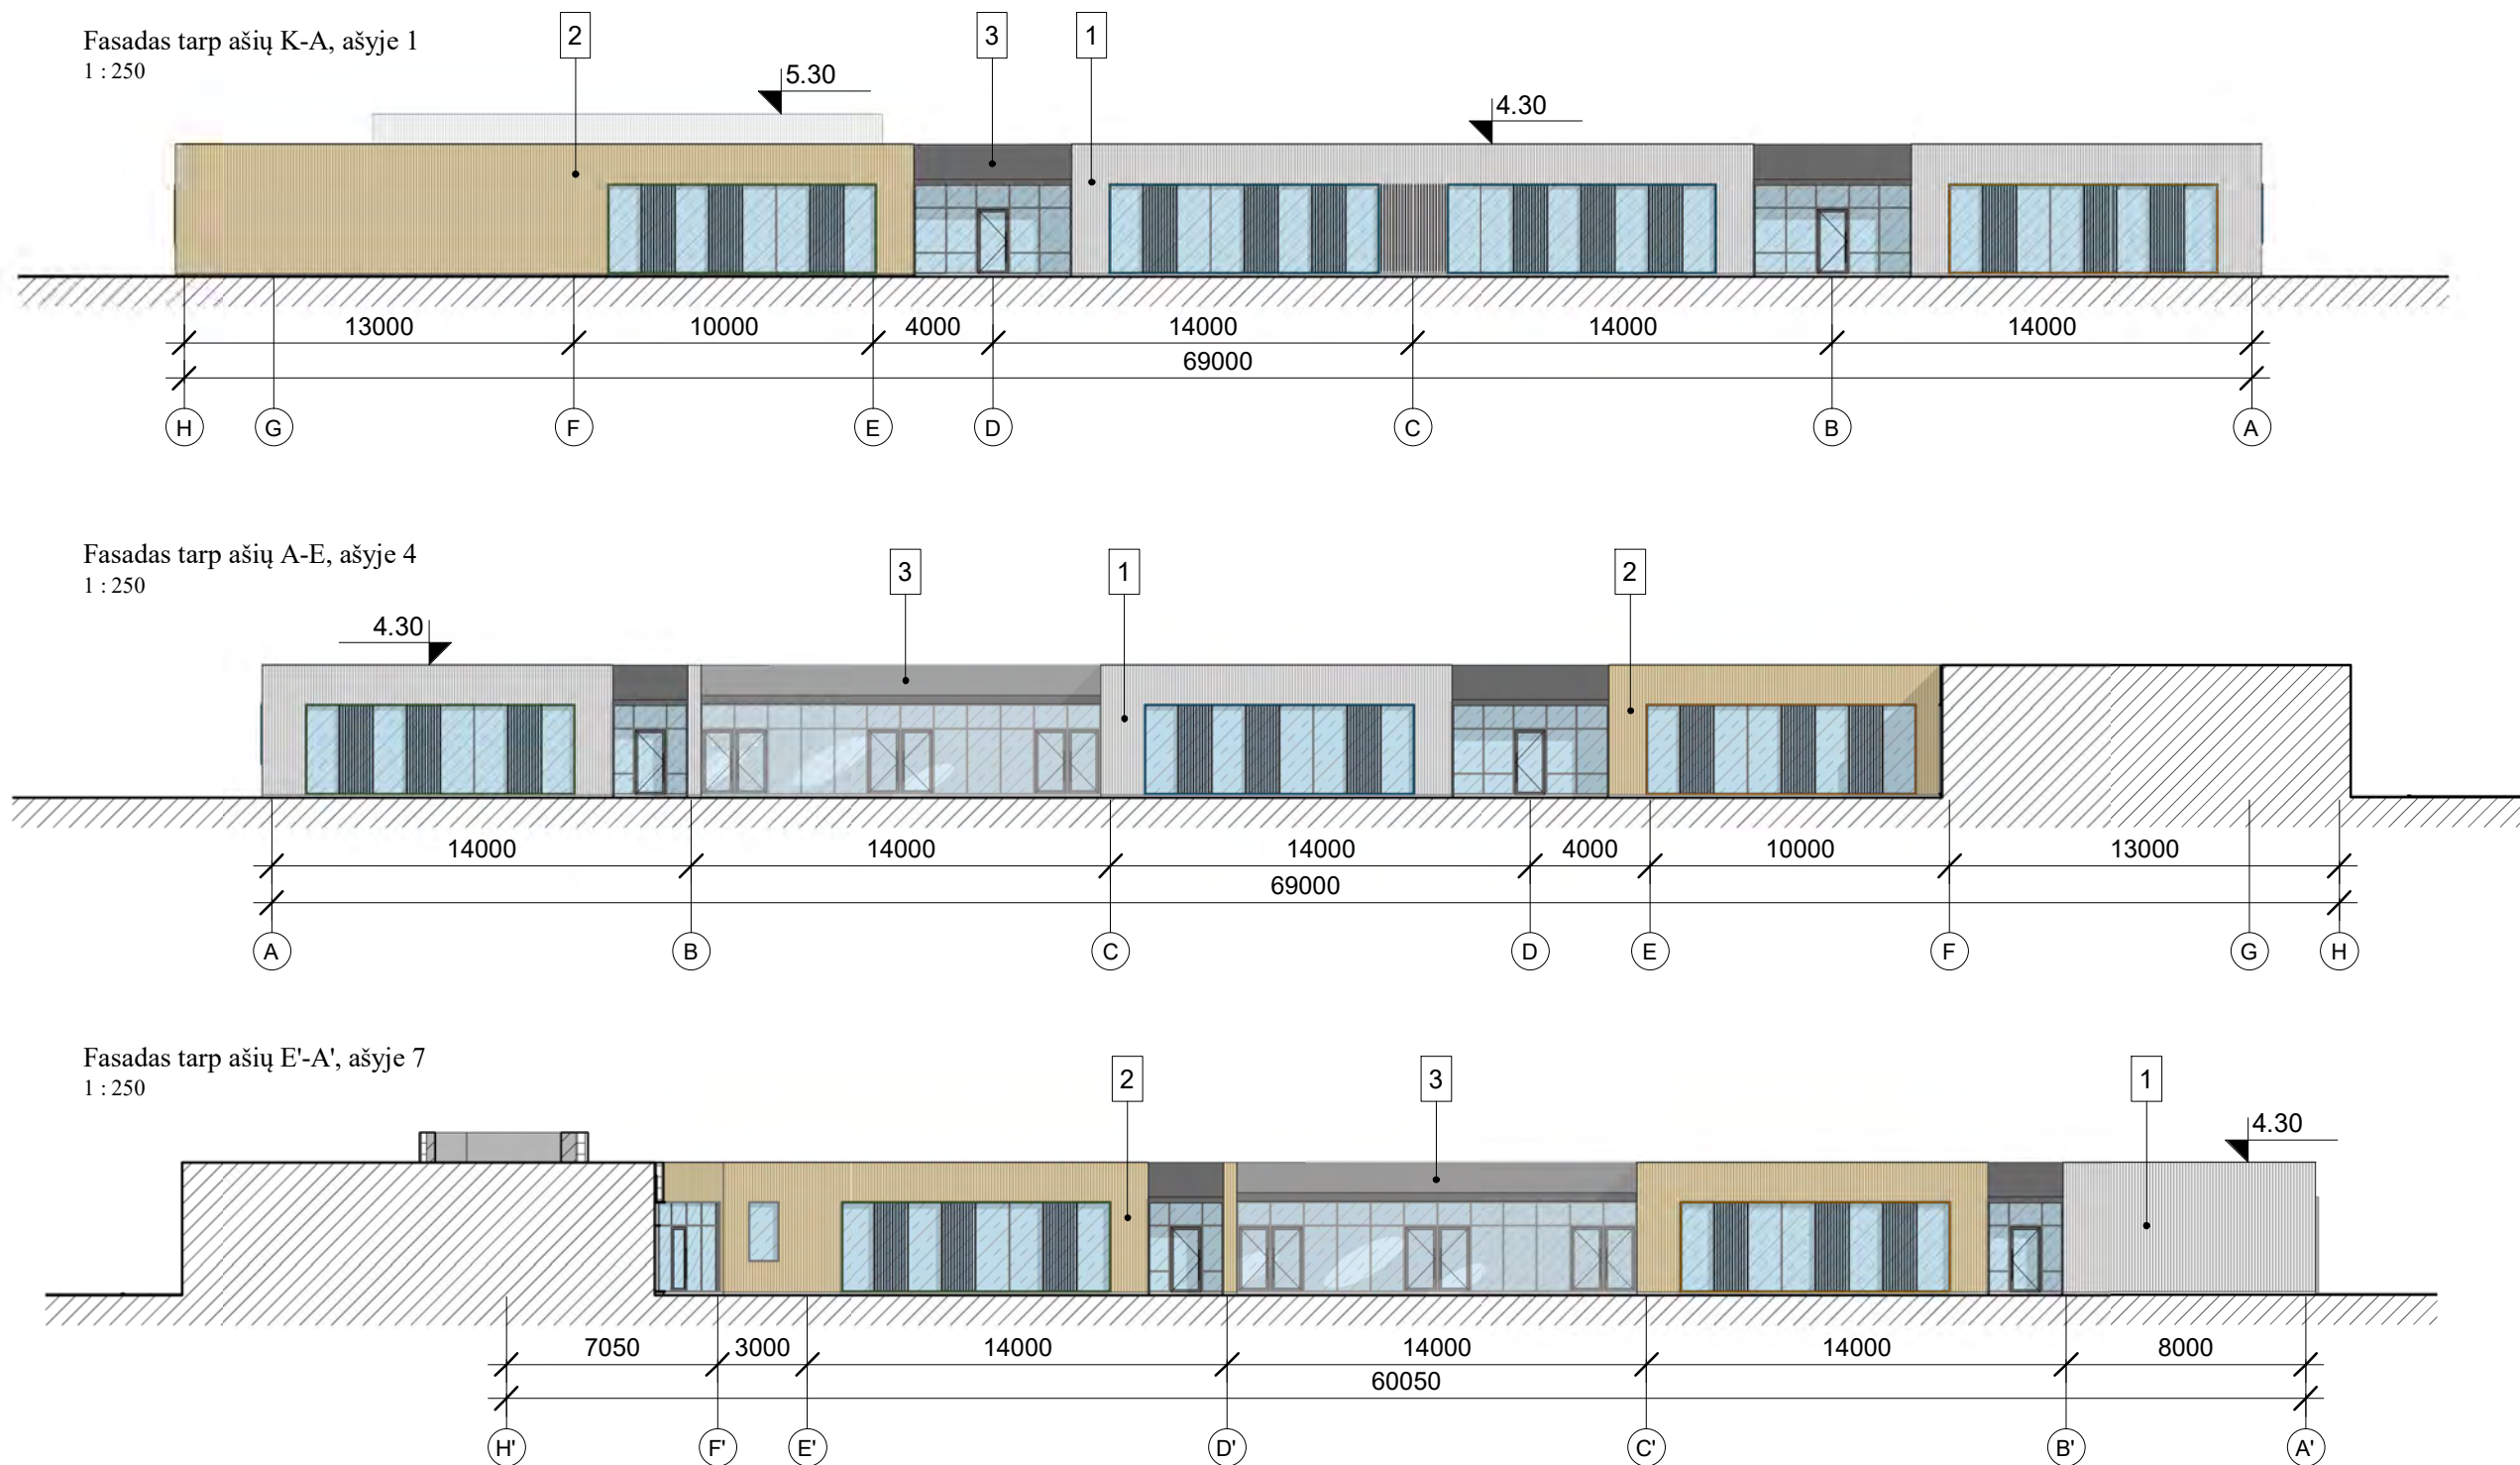 Fasadas tarp ašių K-A, ašyje 1
1 : 250
2
3
1
5.30
4.30
13000 10000 4000 14000 14000 14000
69000
H G F E D C B A
Fasadas tarp ašių A-E, ašyje 4
1 : 250
3
1
2
4.30
14000 14000 14000 4000 10000 13000
69000
A B C D E F G H
Fasadas tarp ašių E'-A', ašyje 7
1 : 250
2
3
1
4.30
7050 3000 14000 14000 14000 8000
60050
H' F' E' D' C' B' A'